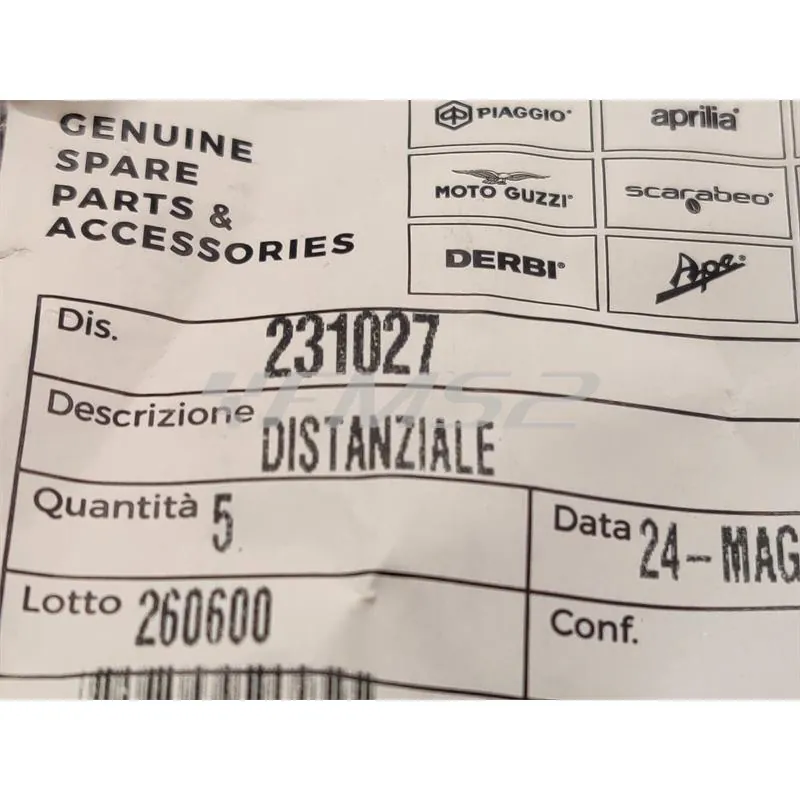 GENUINE
SPARE
PARTS &
ACCESSORIES
PIAGGIO
aprilia
MOTO GUZZI
scarabeo
DERBI
Ape
Dis. 231027
Descrizione DISTANZIALE
Quantità 5
Data 24-MAG
Lotto 260600
Conf.